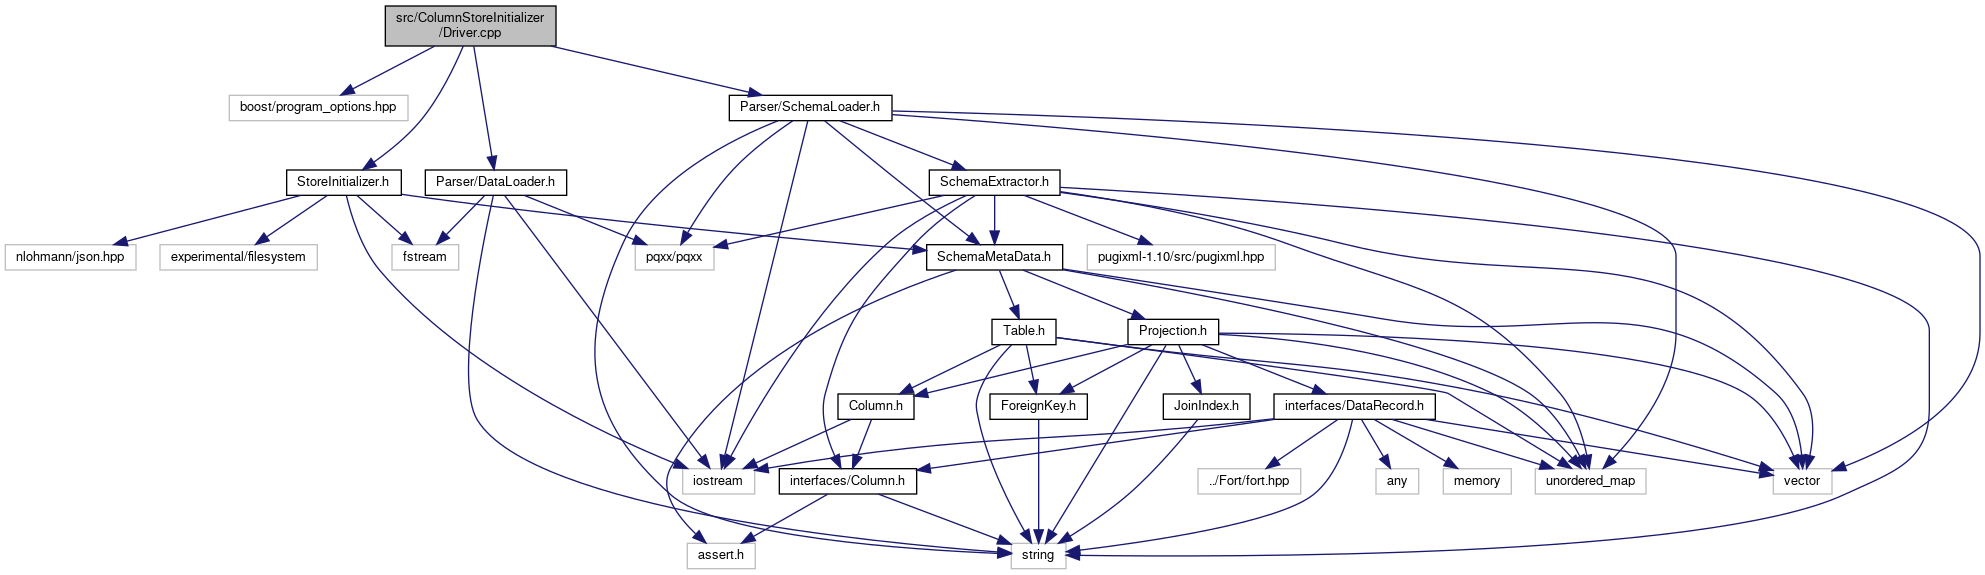 src/ColumnStoreInitializer
/Driver.cpp
boost/program_options.hpp
Parser/SchemaLoader.h
StoreInitializer.h
Parser/DataLoader.h
SchemaExtractor.h
nlohmann/json.hpp
experimental/filesystem
fstream
pqxx/pqxx
SchemaMetaData.h
pugixml-1.10/src/pugixml.hpp
Table.h
Projection.h
Column.h
ForeignKey.h
JoinIndex.h
interfaces/DataRecord.h
iostream
interfaces/Column.h
../Fort/fort.hpp
any
memory
unordered_map
vector
assert.h
string